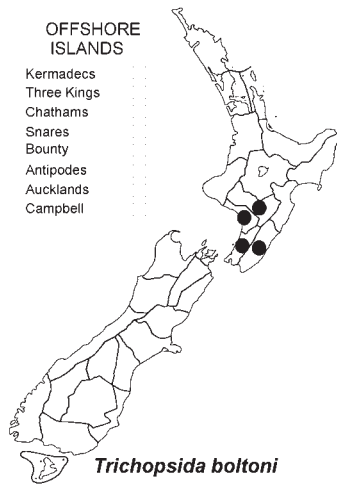 OFFSHORE
ISLANDS
Kermadecs
Three Kings
Chathams
Snares
Bounty
Antipodes
Aucklands
Campbell
Trichopsida boltoni